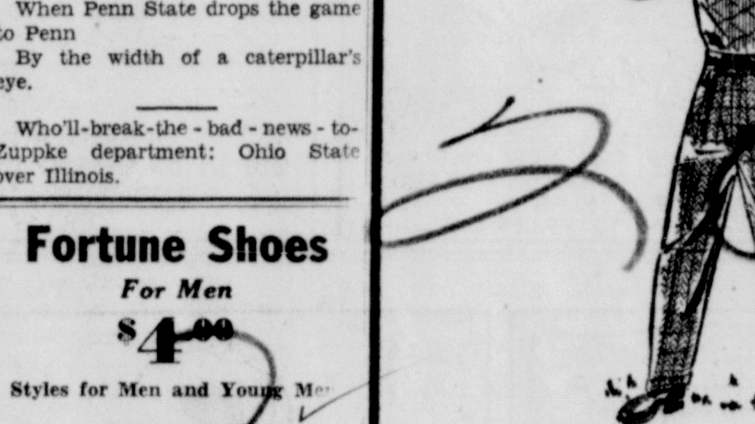 When Penn State drops the game
to Penn
By the width of a caterpillar's
eye.
Who'll-break-the - bad - news - to-
Zuppke department: Ohio State
over Illinois.
Fortune Shoes
For Men
$4.00
Styles for Men and Young Men